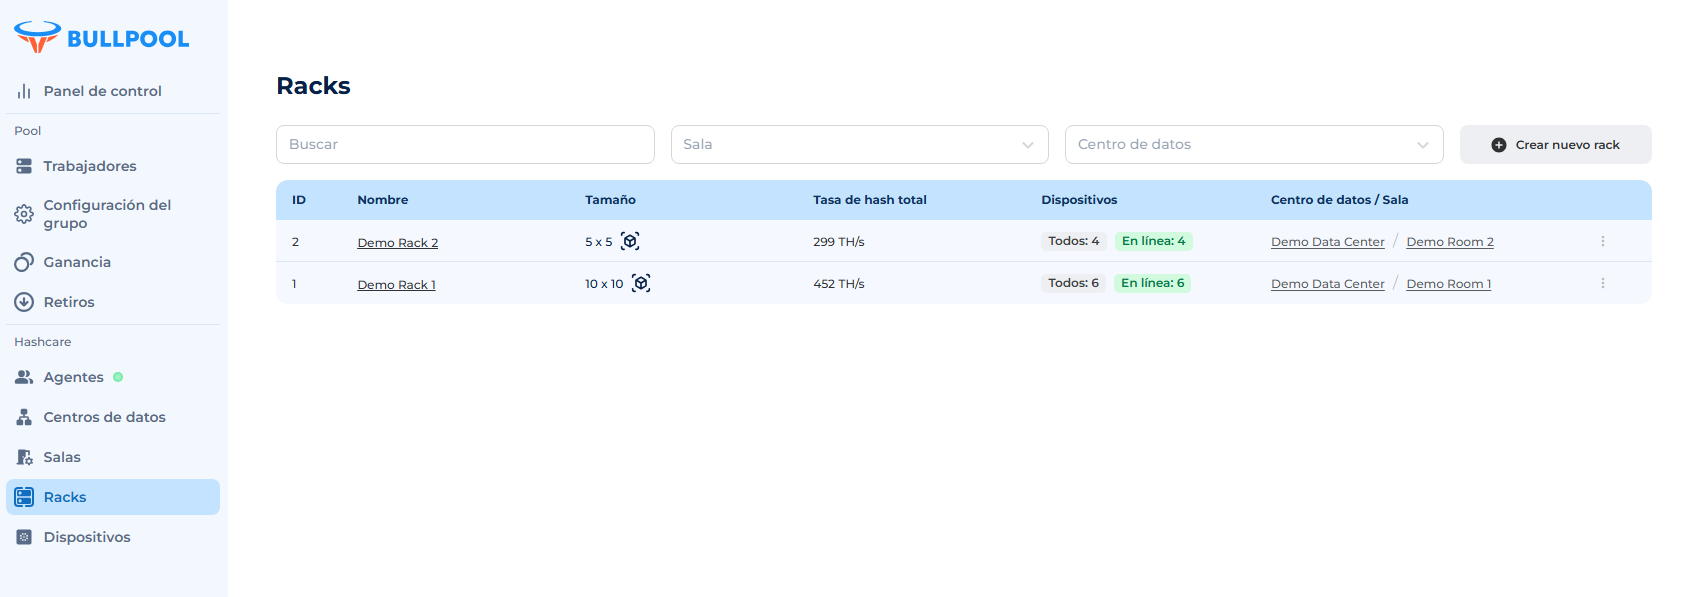 BULLPOOL
Panel de control
Pool
Trabajadores
Configuración del
grupo
Ganancia
Retiros
Hashcare
Agentes
Centros de datos
Salas
Racks
Dispositivos
Racks
Buscar
Sala
Centro de datos
Crear nuevo rack
ID Nombre Tamaño Tasa de hash total Dispositivos Centro de datos / Sala
2 Demo Rack 2 5 x 5 299 TH/s Todos: 4 En línea: 4 Demo Data Center / Demo Room 2
1 Demo Rack 1 10 x 10 452 TH/s Todos: 6 En línea: 6 Demo Data Center / Demo Room 1